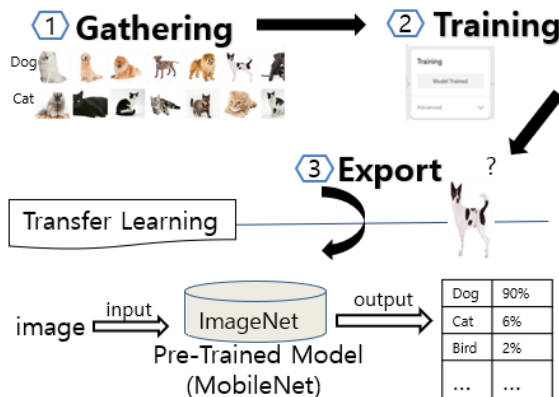 1 Gathering
2 Training
Dog
Cat
Training
Model Trained
Advanced
3 Export
?
Transfer Learning
image
input
ImageNet
output
Pre-Trained Model
(MobileNet)
Dog 90%
Cat 6%
Bird 2%
... ...